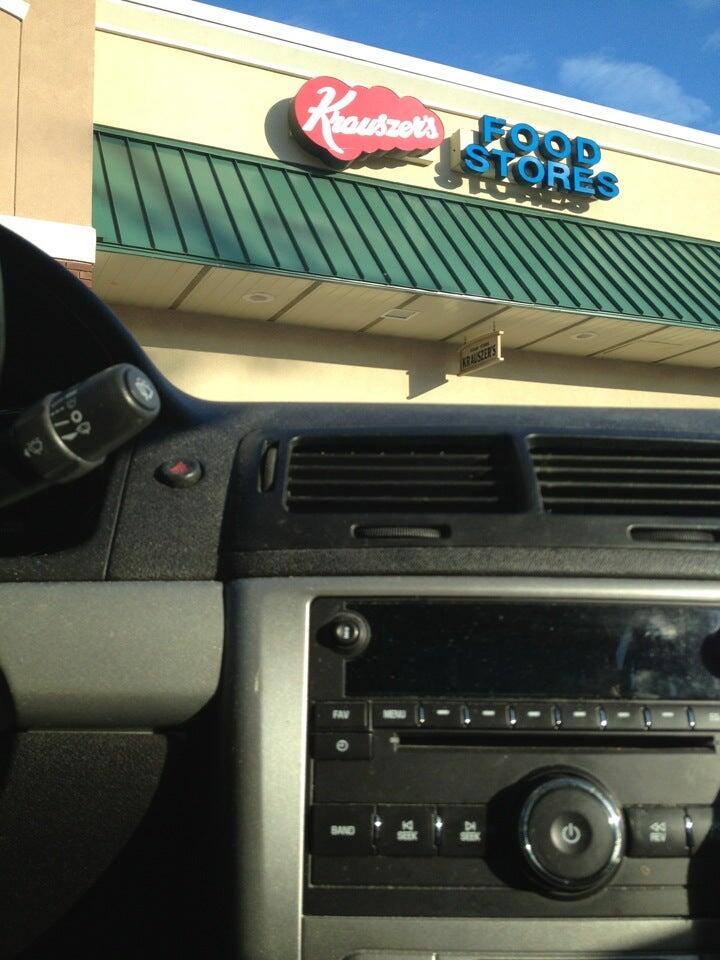 Krauszer's
FOOD
STORES
KRAUSZER'S
FAV
MENU
BAND
SEEK
SEEK
REV